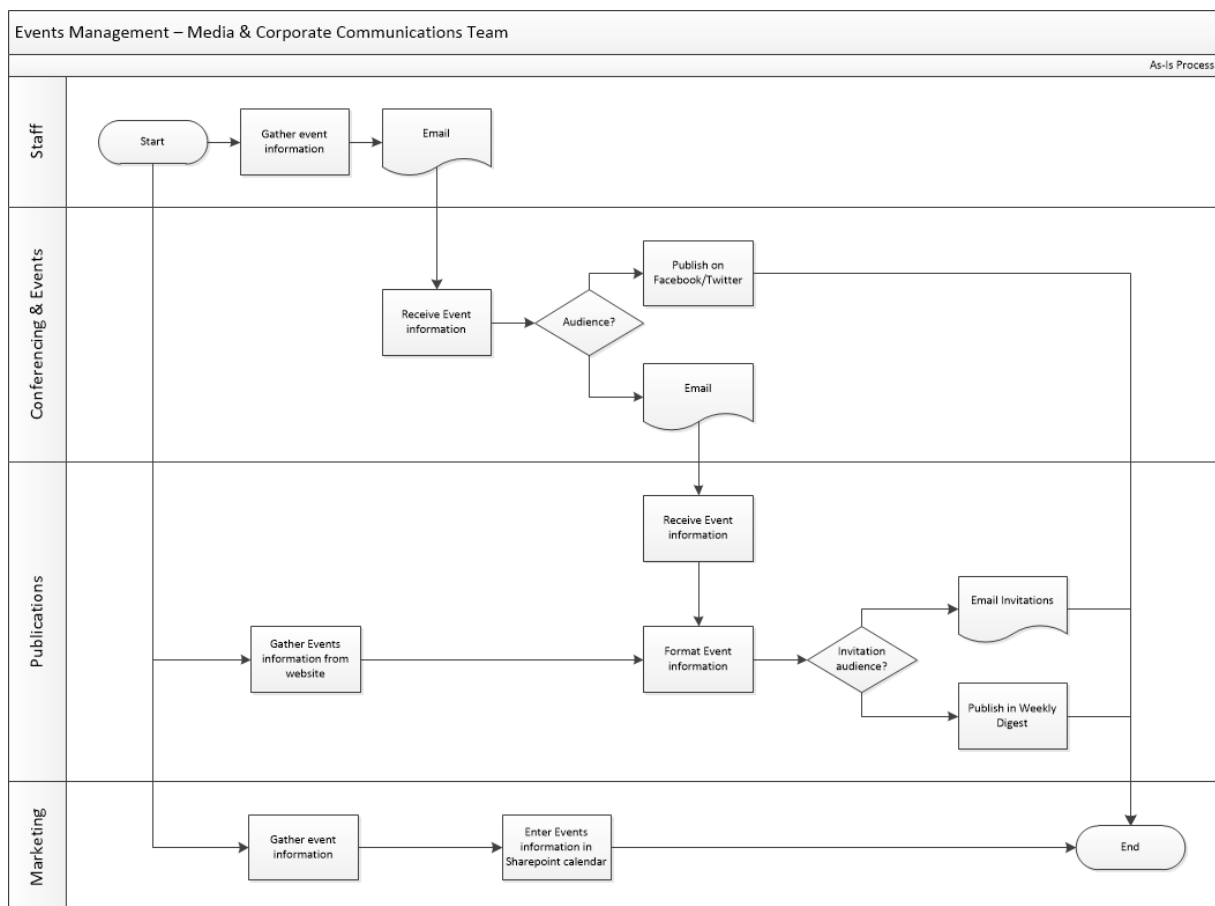 Events Management – Media & Corporate Communications Team
As-Is Process
Staff
Start
Gather event
information
Email
Conferencing & Events
Receive Event
information
Audience?
Publish on
Facebook/Twitter
Email
Publications
Receive Event
information
Gather Events
information from
website
Format Event
information
Invitation
audience?
Email Invitations
Publish in Weekly
Digest
Marketing
Gather event
information
Enter Events
information in
Sharepoint calendar
End